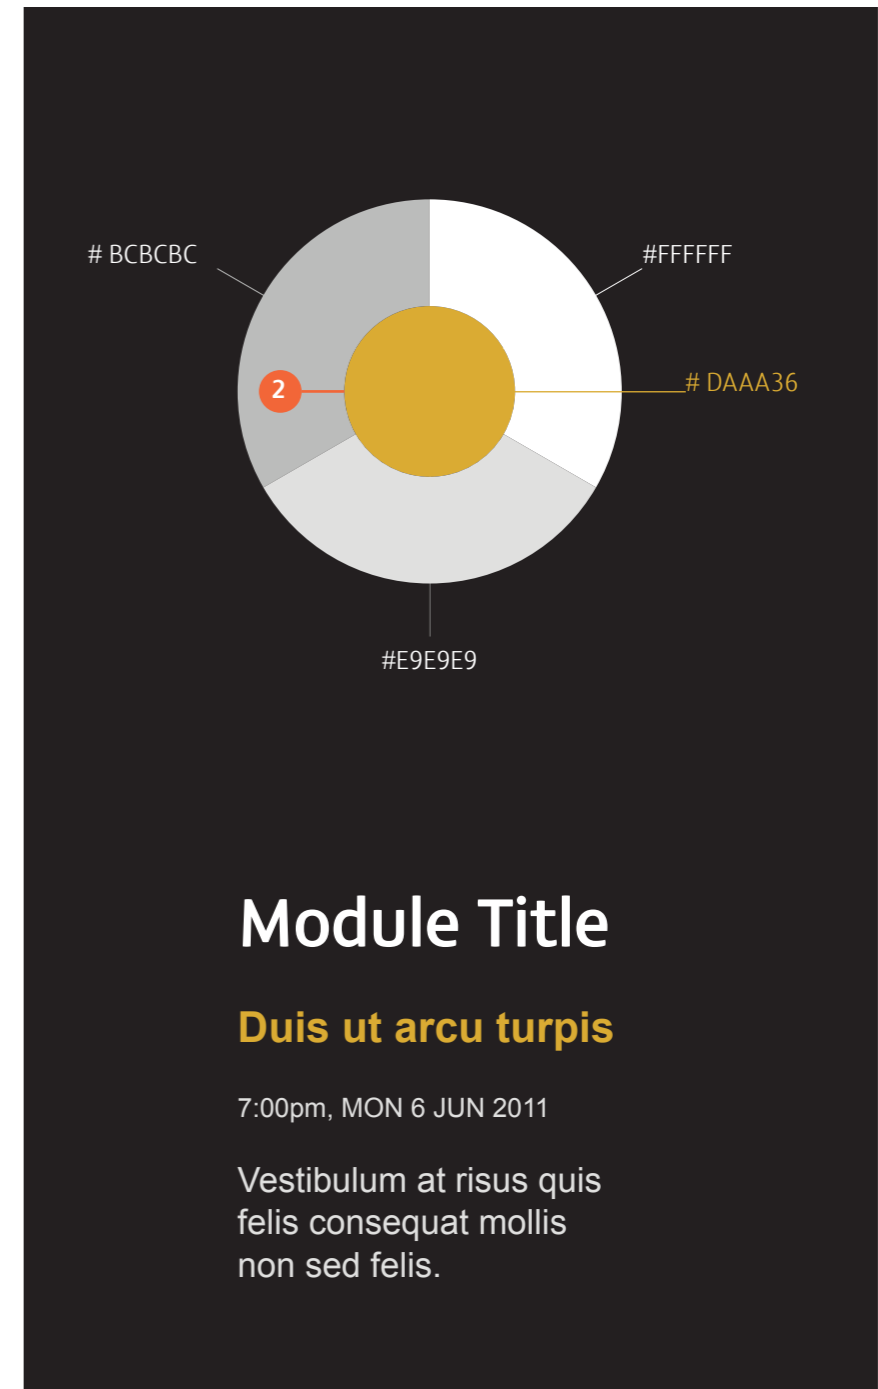 # BCBCBC
#FFFFFF
2
# DAAA36
#E9E9E9
Module Title
Duis ut arcu turpis
7:00pm, MON 6 JUN 2011
Vestibulum at risus quis
felis consequat mollis
non sed felis.